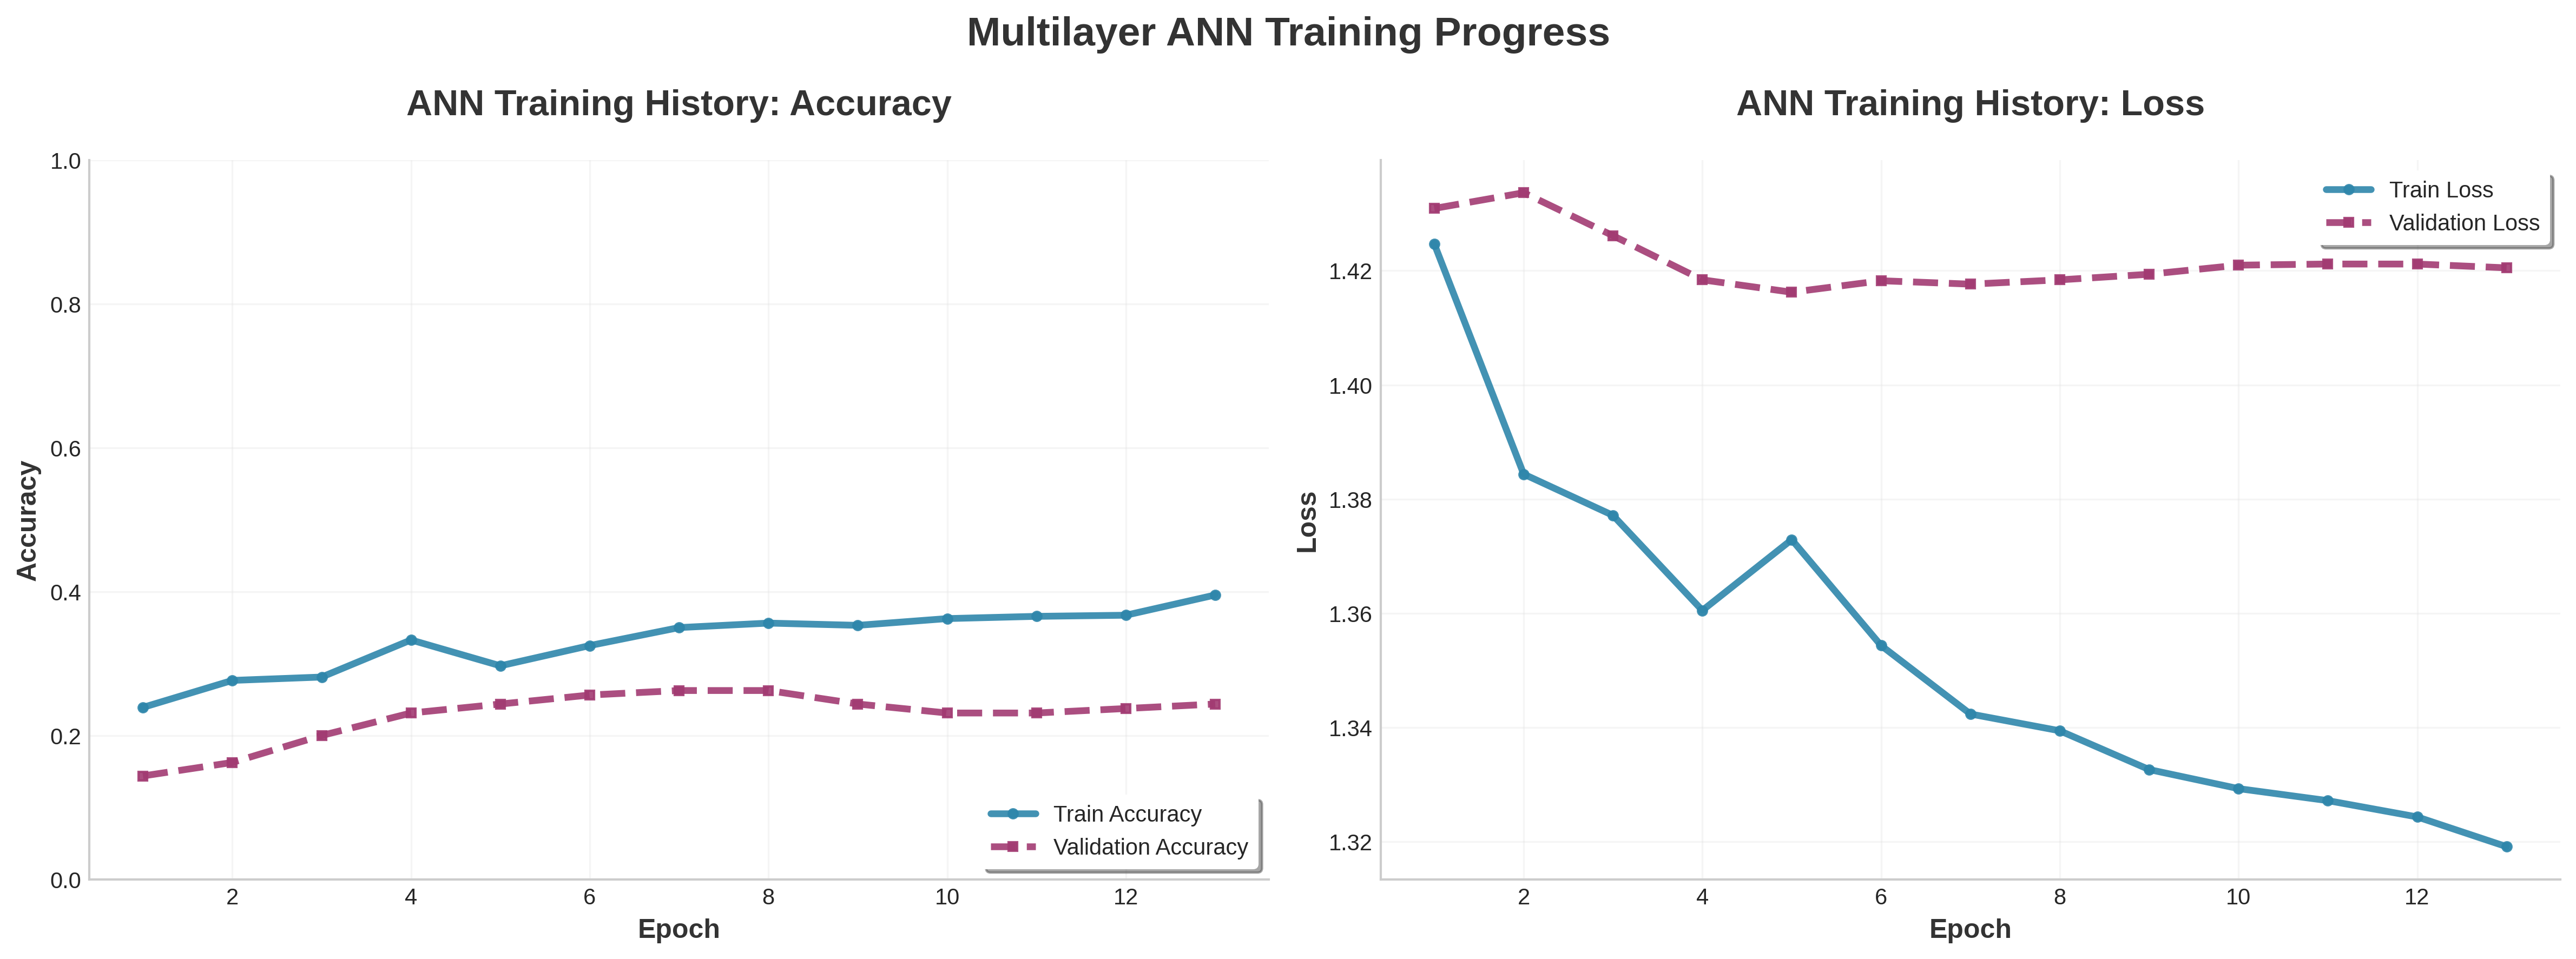 Multilayer ANN Training Progress
ANN Training History: Accuracy
1.0
0.8
0.6
0.4
0.2
0.0
Accuracy
2 4 6 8 10 12
Epoch
Train Accuracy
Validation Accuracy
ANN Training History: Loss
1.42
1.40
1.38
1.36
1.34
1.32
Loss
2 4 6 8 10 12
Epoch
Train Loss
Validation Loss